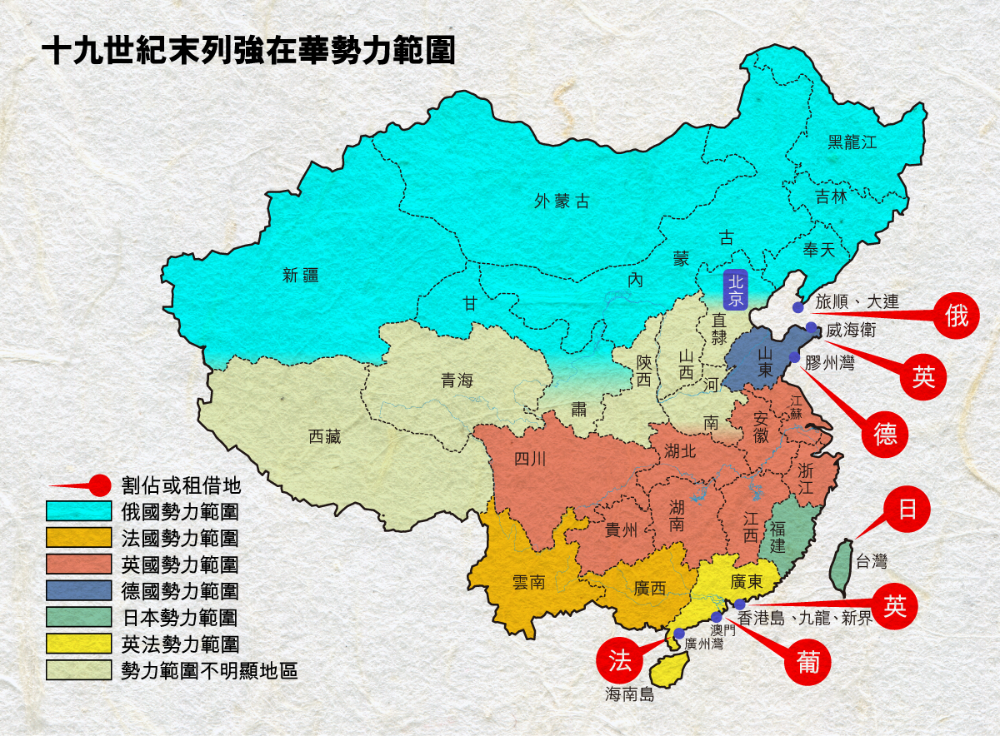 十九世紀末列強在華勢力範圍
黑龍江
吉林
奉天
外蒙古
古
蒙
內
新疆
甘
北京
旅順、大連
俄
直隸
威海衛
英
山東
膠州灣
德
陝西
山西
河
南
青海
肅
西藏
江蘇
安徽
四川
湖北
浙江
湖南
江西
貴州
福建
日
台灣
雲南
廣西
廣東
香港島、九龍、新界
英
澳門
葡
廣州灣
法
海南島
割佔或租借地
俄國勢力範圍
法國勢力範圍
英國勢力範圍
德國勢力範圍
日本勢力範圍
英法勢力範圍
勢力範圍不明顯地區